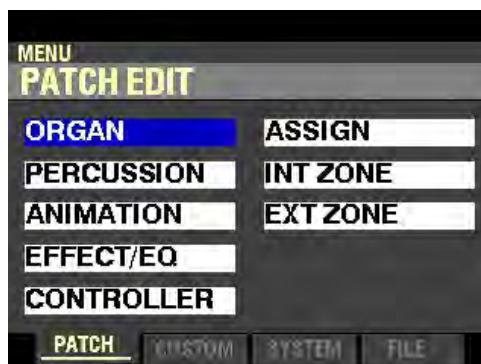 MENU
PATCH EDIT
ORGAN
PERCUSSION
ANIMATION
EFFECT/EQ
CONTROLLER
ASSIGN
INT ZONE
EXT ZONE
PATCH CUSTOM SYSTEM FILE